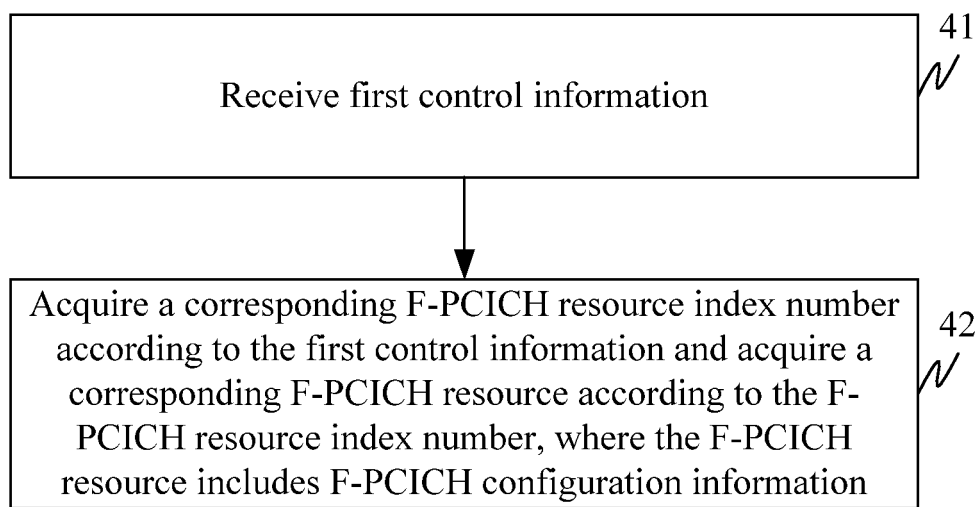 41
Receive first control information
Acquire a corresponding F-PCICH resource index number
according to the first control information and acquire a
corresponding F-PCICH resource according to the F-
PCICH resource index number, where the F-PCICH
resource includes F-PCICH configuration information
42